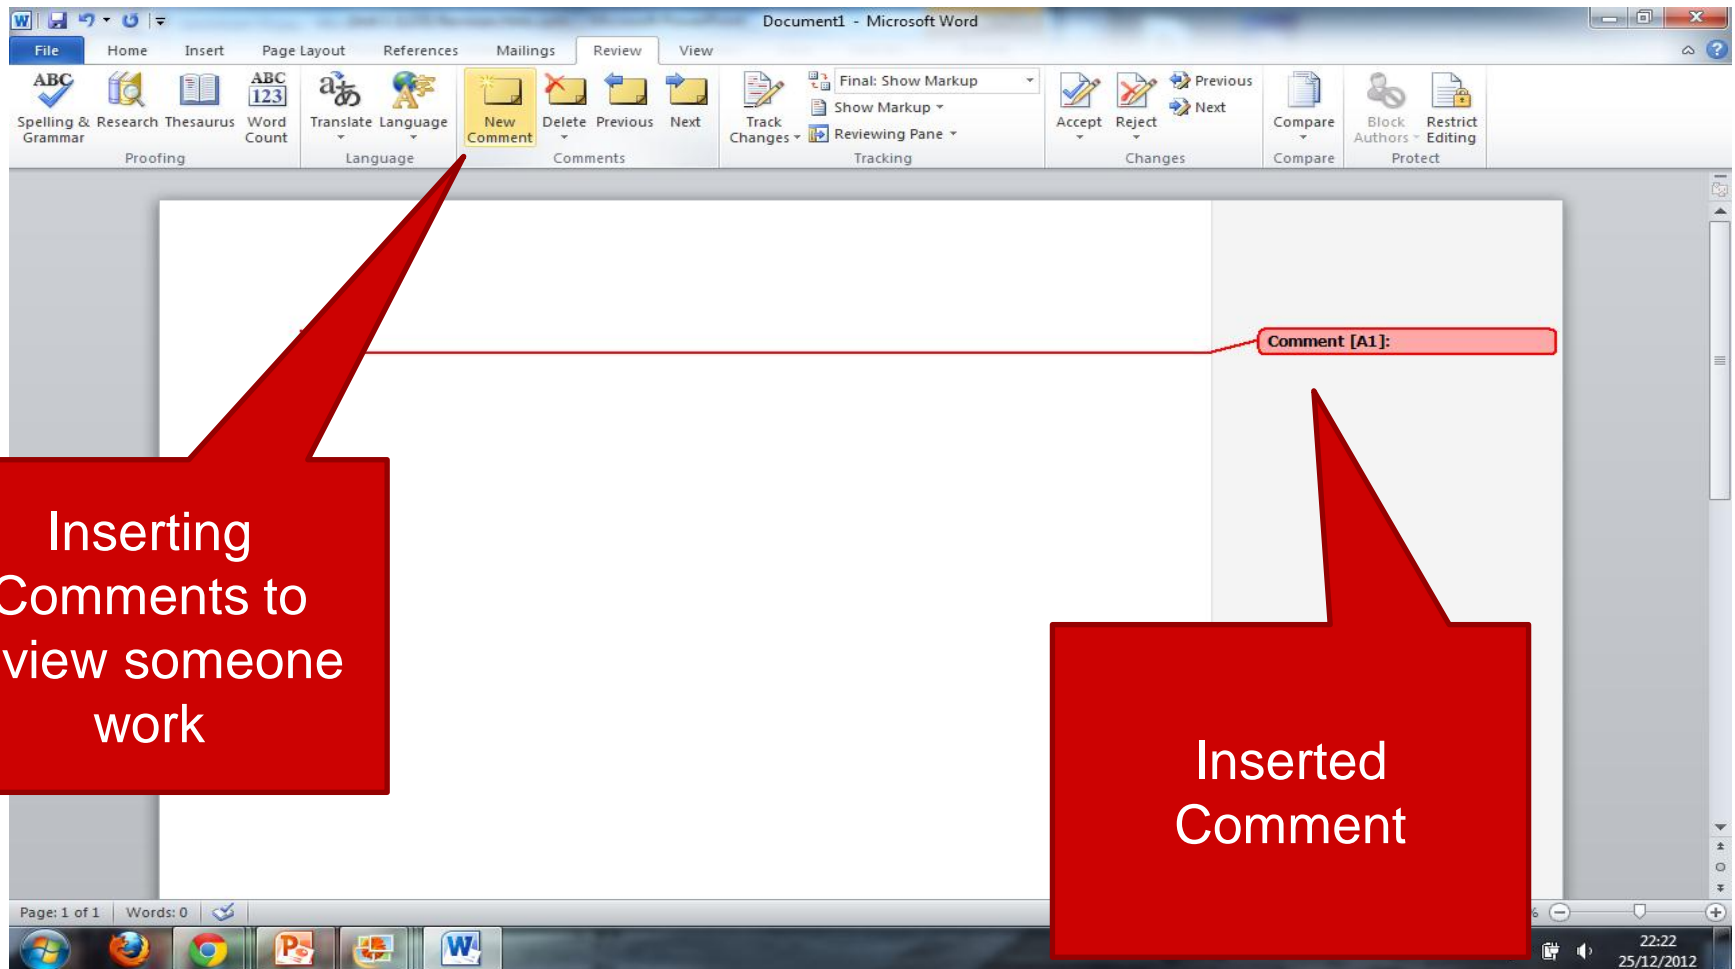 Document1 - Microsoft Word
File Home Insert Page Layout References Mailings Review View
Spelling & Grammar
Research
Thesaurus
ABC 123 Word Count
Translate
Language
New Comment
Delete
Previous
Next
Track Changes
Final: Show Markup
Show Markup
Reviewing Pane
Accept
Reject
Previous
Next
Compare
Block Authors
Restrict Editing
Proofing Language Comments Tracking Changes Compare Protect
Comment [A1]:
Inserting
Comments to
view someone
work
Inserted
Comment
Page: 1 of 1 Words: 0
22:22
25/12/2012